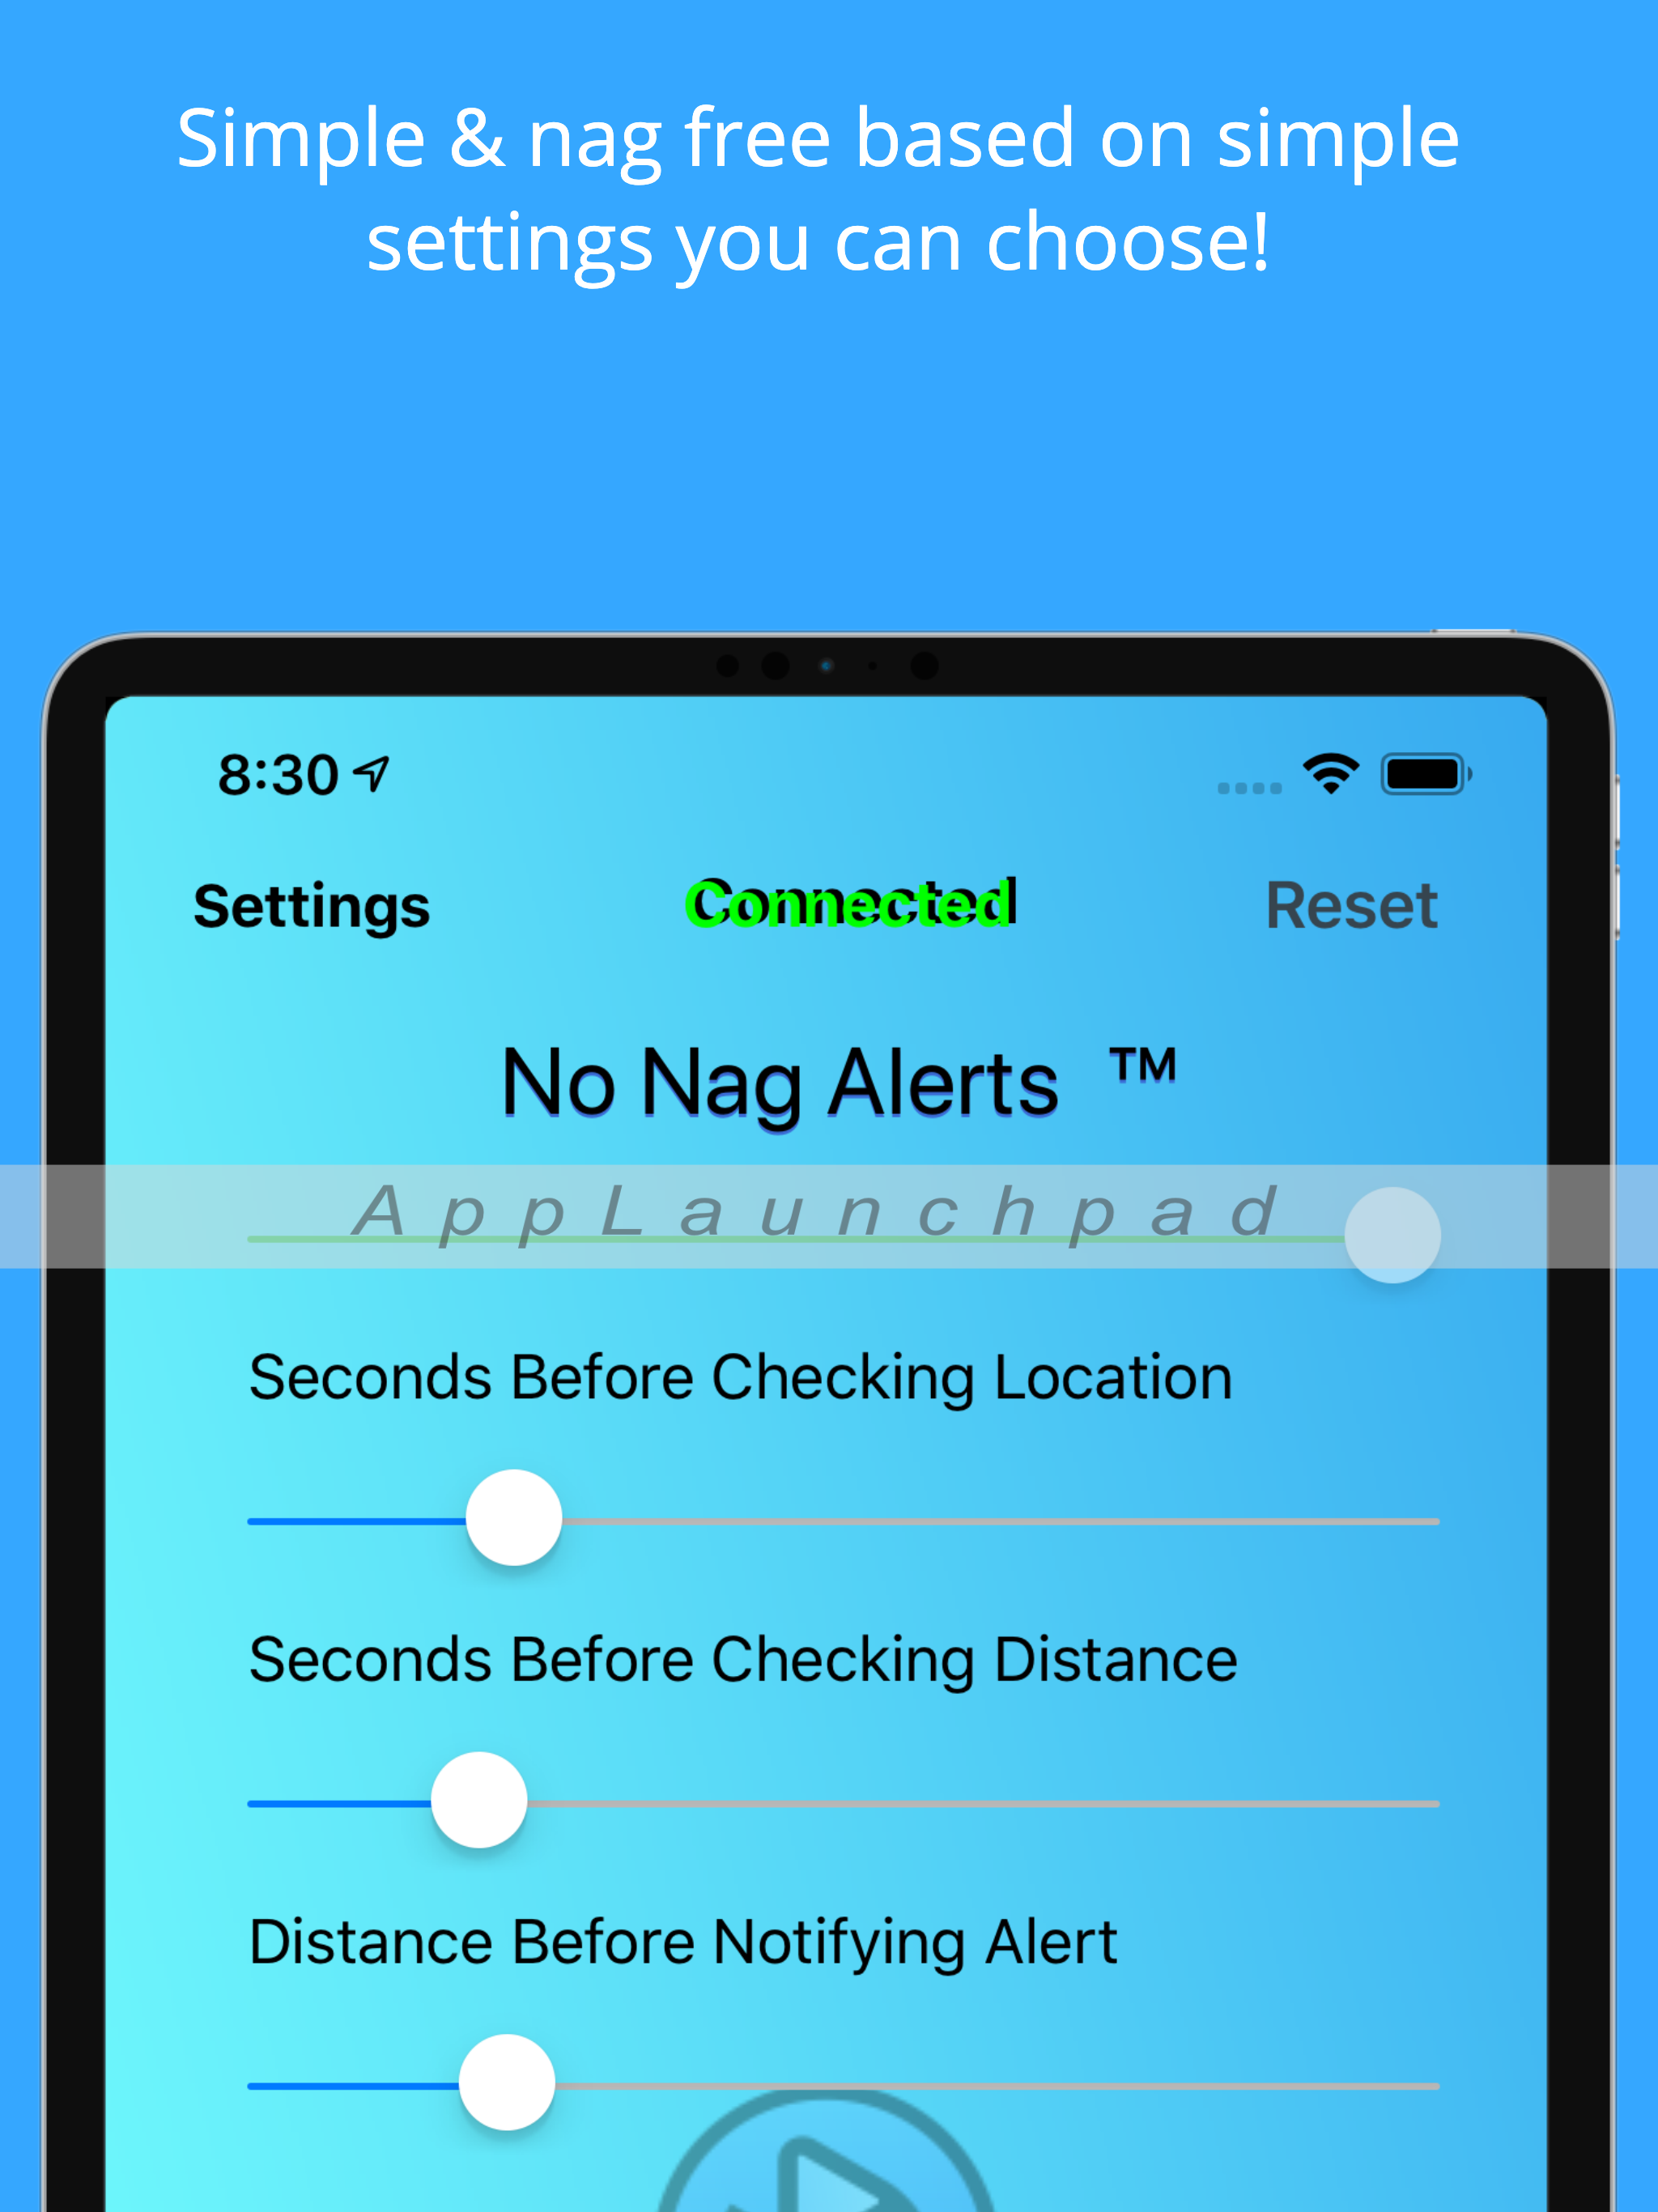 Simple & nag free based on simple
settings you can choose!
8:30
Settings Connected Reset
No Nag Alerts ™
AppLaunchpad
Seconds Before Checking Location
Seconds Before Checking Distance
Distance Before Notifying Alert